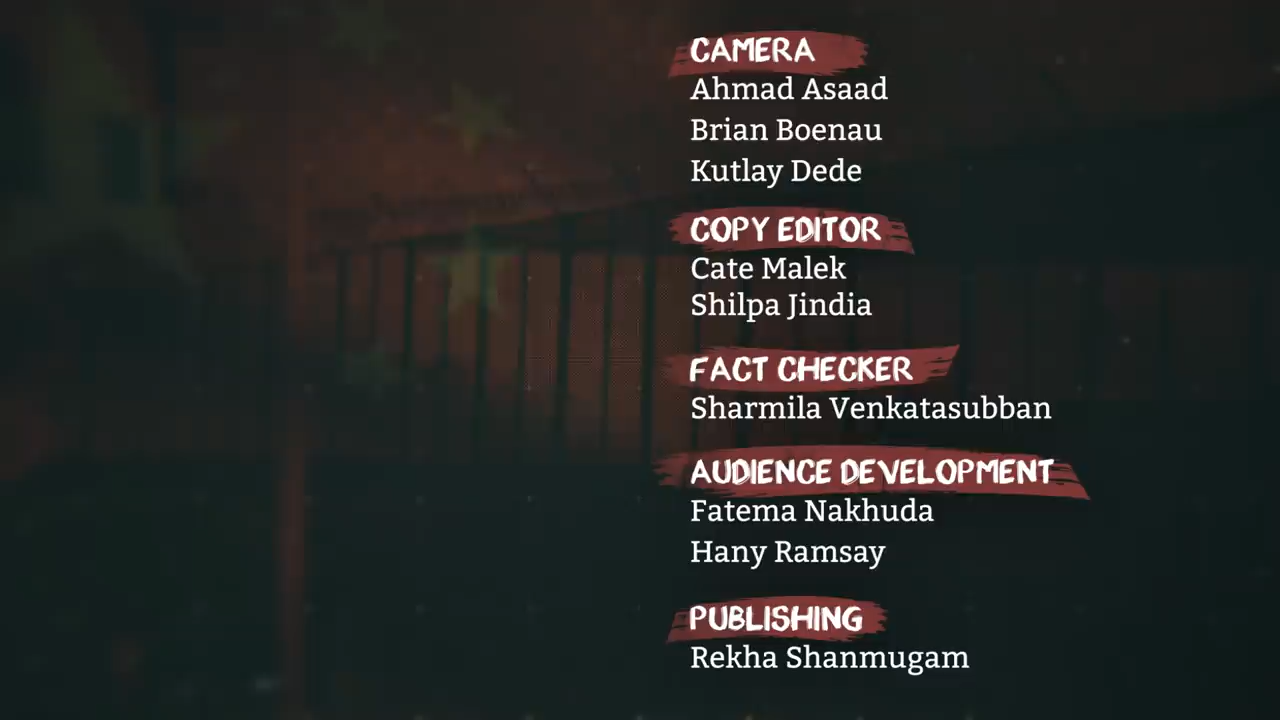 CAMERA
Ahmad Asaad
Brian Boenau
Kutlay Dede
COPY EDITOR
Cate Malek
Shilpa Jindia
FACT CHECKER
Sharmila Venkatasubban
AUDIENCE DEVELOPMENT
Fatema Nakhuda
Hany Ramsay
PUBLISHING
Rekha Shanmugam